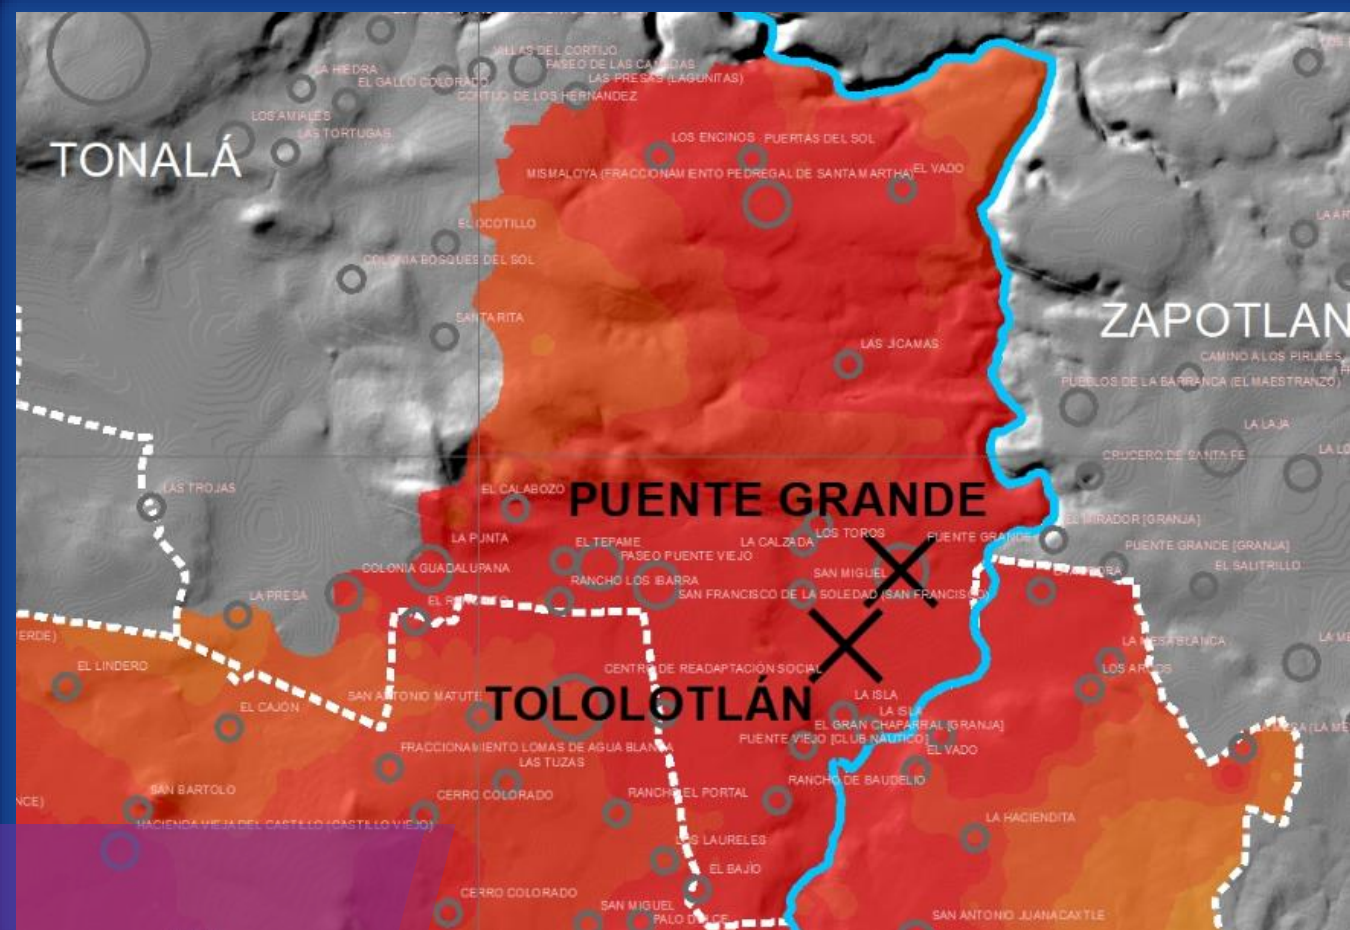 VILLAS DEL CORTIJO
PASEO DE LAS CAÑADAS
LA HIEDRA
EL GALLO COLORADO
LAS PRESAS (LAGUNITAS)
CORTIJO DE LOS HERNANDEZ
LOS AMIALES
LAS TORTUGAS
LOS ENCINOS
PUERTAS DEL SOL
TONALÁ
MISMALOYA (FRACCIONAMIENTO PEDREGAL DE SANTA MARTHA)
EL VADO
EL OCOTILLO
COLONIA BOSQUES DEL SOL
SANTA RITA
ZAPOTLAN
LAS JICAMAS
CAMINO A LOS PIRULES
PUEBLOS DE LA BARRANCA (EL MAESTRANZO)
LA LAJA
CRUCERO DE SANTA FE
LAS TROJAS
EL CALABOZO
PUENTE GRANDE
EL MIRADOR [GRANJA]
LA PUNTA
EL TEPAME
LA CALZADA
LOS TOROS
PUENTE GRANDE
PUENTE GRANDE [GRANJA]
PASEO PUENTE VIEJO
COLONIA GUADALUPANA
RANCHO LOS IBARRA
SAN MIGUEL
EL SALITRILLO
LA PRESA
SAN FRANCISCO DE LA SOLEDAD (SAN FRANCISCO)
ERDE)
LA MESA BLANCA
EL LINDERO
CENTRO DE READAPTACIÓN SOCIAL
LOS ARCOS
SAN ANTONIO MATUTE
TOLOLOTLÁN
LA ISLA
EL CAJÓN
LA ISLA
EL GRAN CHAPARRAL [GRANJA]
PUENTE VIEJO [CLUB NÁUTICO]
FRACCIONAMIENTO LOMAS DE AGUA BLANCA
EL VADO
LAS TUZAS
RANCHO DE BAUDELIO
SAN BARTOLO
CERRO COLORADO
RANCHO EL PORTAL
NCE)
HACIENDA VIEJA DEL CASTILLO (CASTILLO VIEJO)
LA HACIENDITA
LOS LAURELES
EL BAJÍO
CERRO COLORADO
SAN MIGUEL
PALO DULCE
SAN ANTONIO JUANACAXTLE